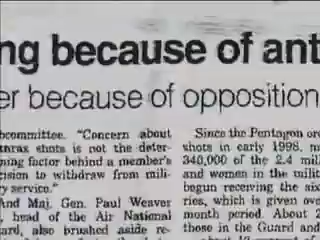 ng because of ant
er because of opposition
bcommittee. "Concern about
thrax shots is not the deter-
ning factor behind a member's
cision to withdraw from mili-
y service."
And Maj. Gen. Paul Weaver
, head of the Air National
ard, also brushed aside re-
Since the Pentagon ord
shots in early 1998, m
340,000 of the 2.4 mil
and women in the milit
begun receiving the six
ries, which is given ove
month period. About 2
those in the Guard and